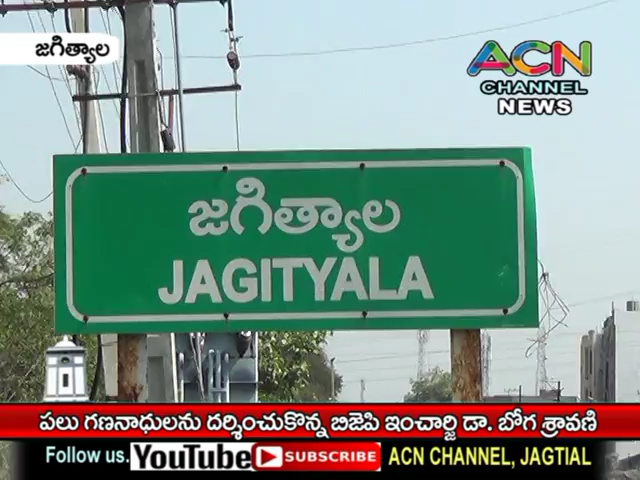 జగిత్యాల
ACN
CHANNEL
NEWS
జగిత్యాల
JAGITYALA
పలు గణనాధులను దర్శించుకొన్న బిజెపి ఇంచార్జి డా. బోగ శ్రావణి
Follow us. YouTube SUBSCRIBE ACN CHANNEL, JAGTIAL